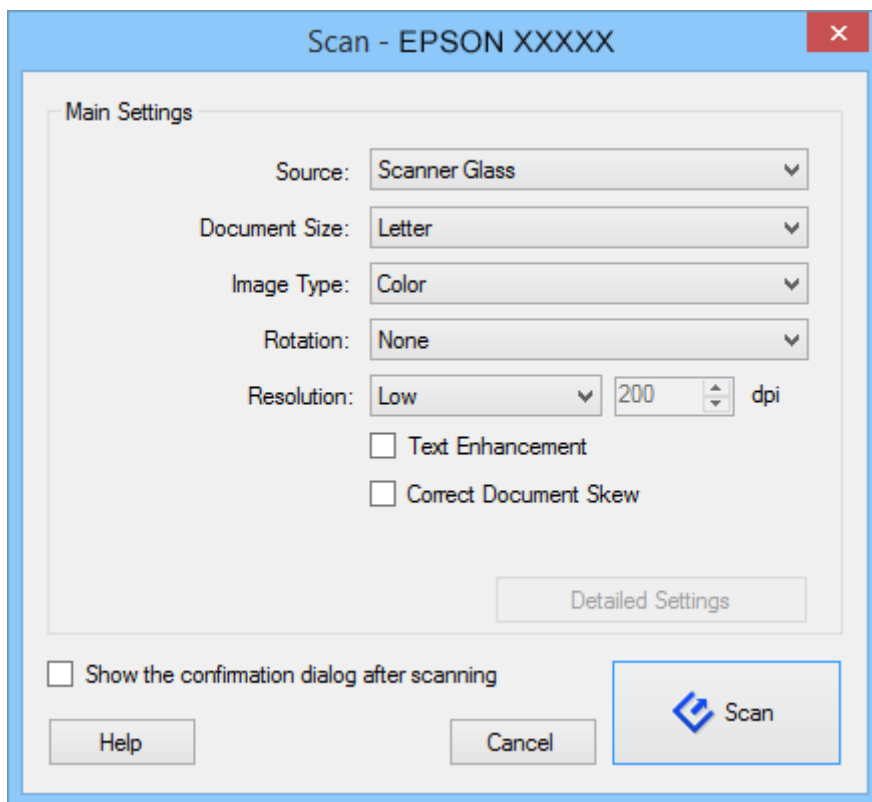 Scan - EPSON XXXXX
Main Settings
Source: Scanner Glass
Document Size: Letter
Image Type: Color
Rotation: None
Resolution: Low 200 dpi
Text Enhancement
Correct Document Skew
Detailed Settings
Show the confirmation dialog after scanning
Scan
Help Cancel